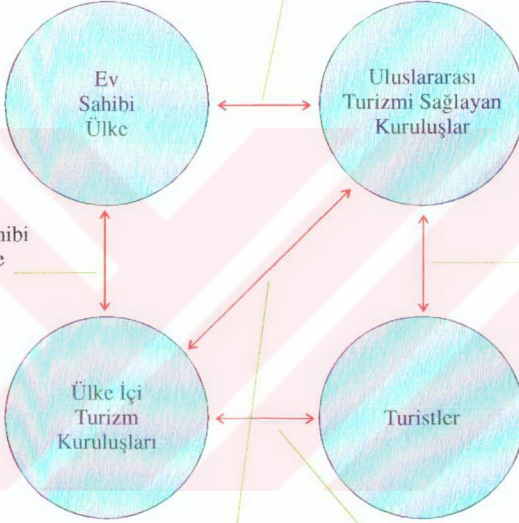 Ev
Sahibi
Ülke
Uluslararası
Turizmi Sağlayan
Kuruluşlar
Ülke İçi
Turizm
Kuruluşları
Turistler